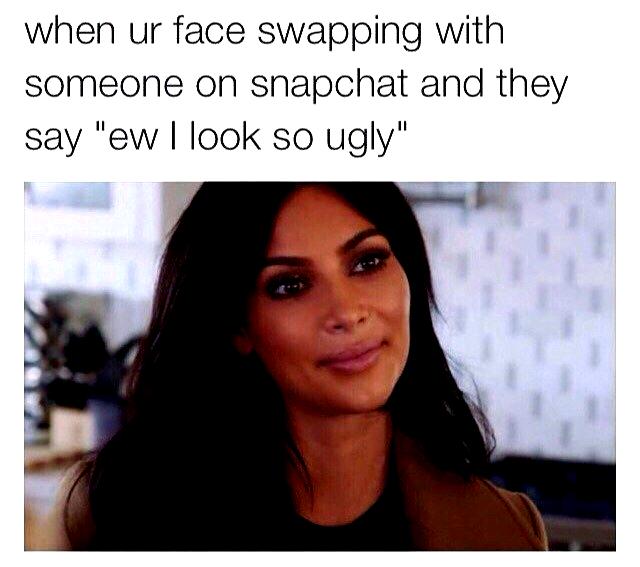 when ur face swapping with
someone on snapchat and they
say "ew I look so ugly"